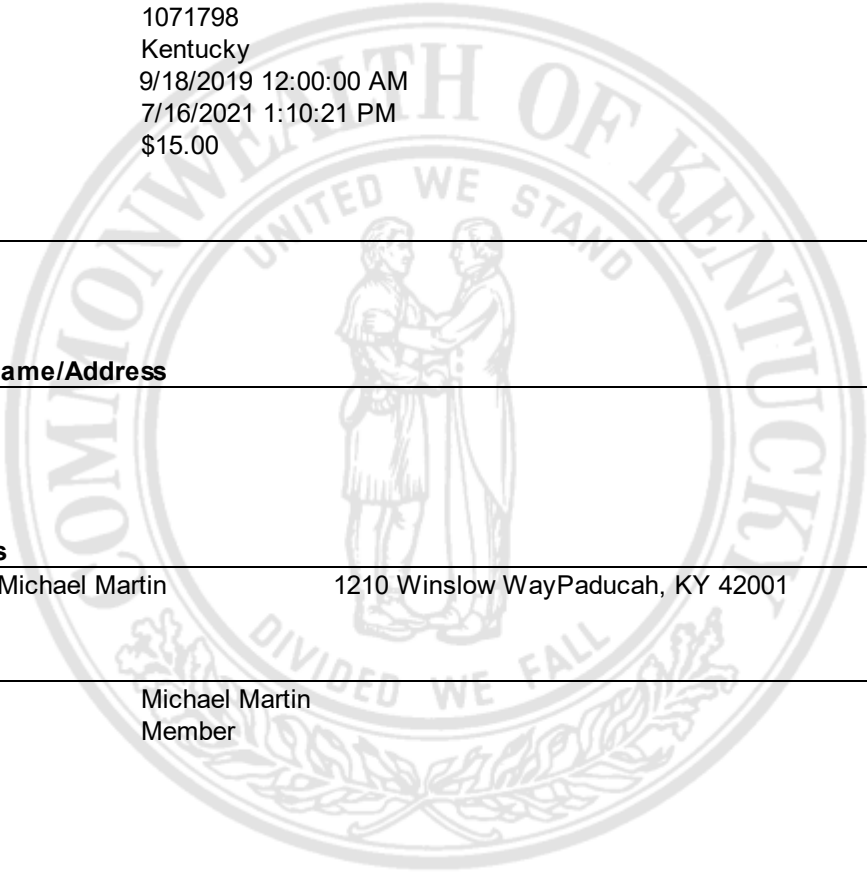 1071798
Kentucky
9/18/2019 12:00:00 AM
7/16/2021 1:10:21 PM
$15.00
COMMONWEALTH OF KENTUCKY
UNITED WE STAND
ame/Address
s
Michael Martin 1210 Winslow WayPaducah, KY 42001
DIVIDED WE FALL
Michael Martin
Member